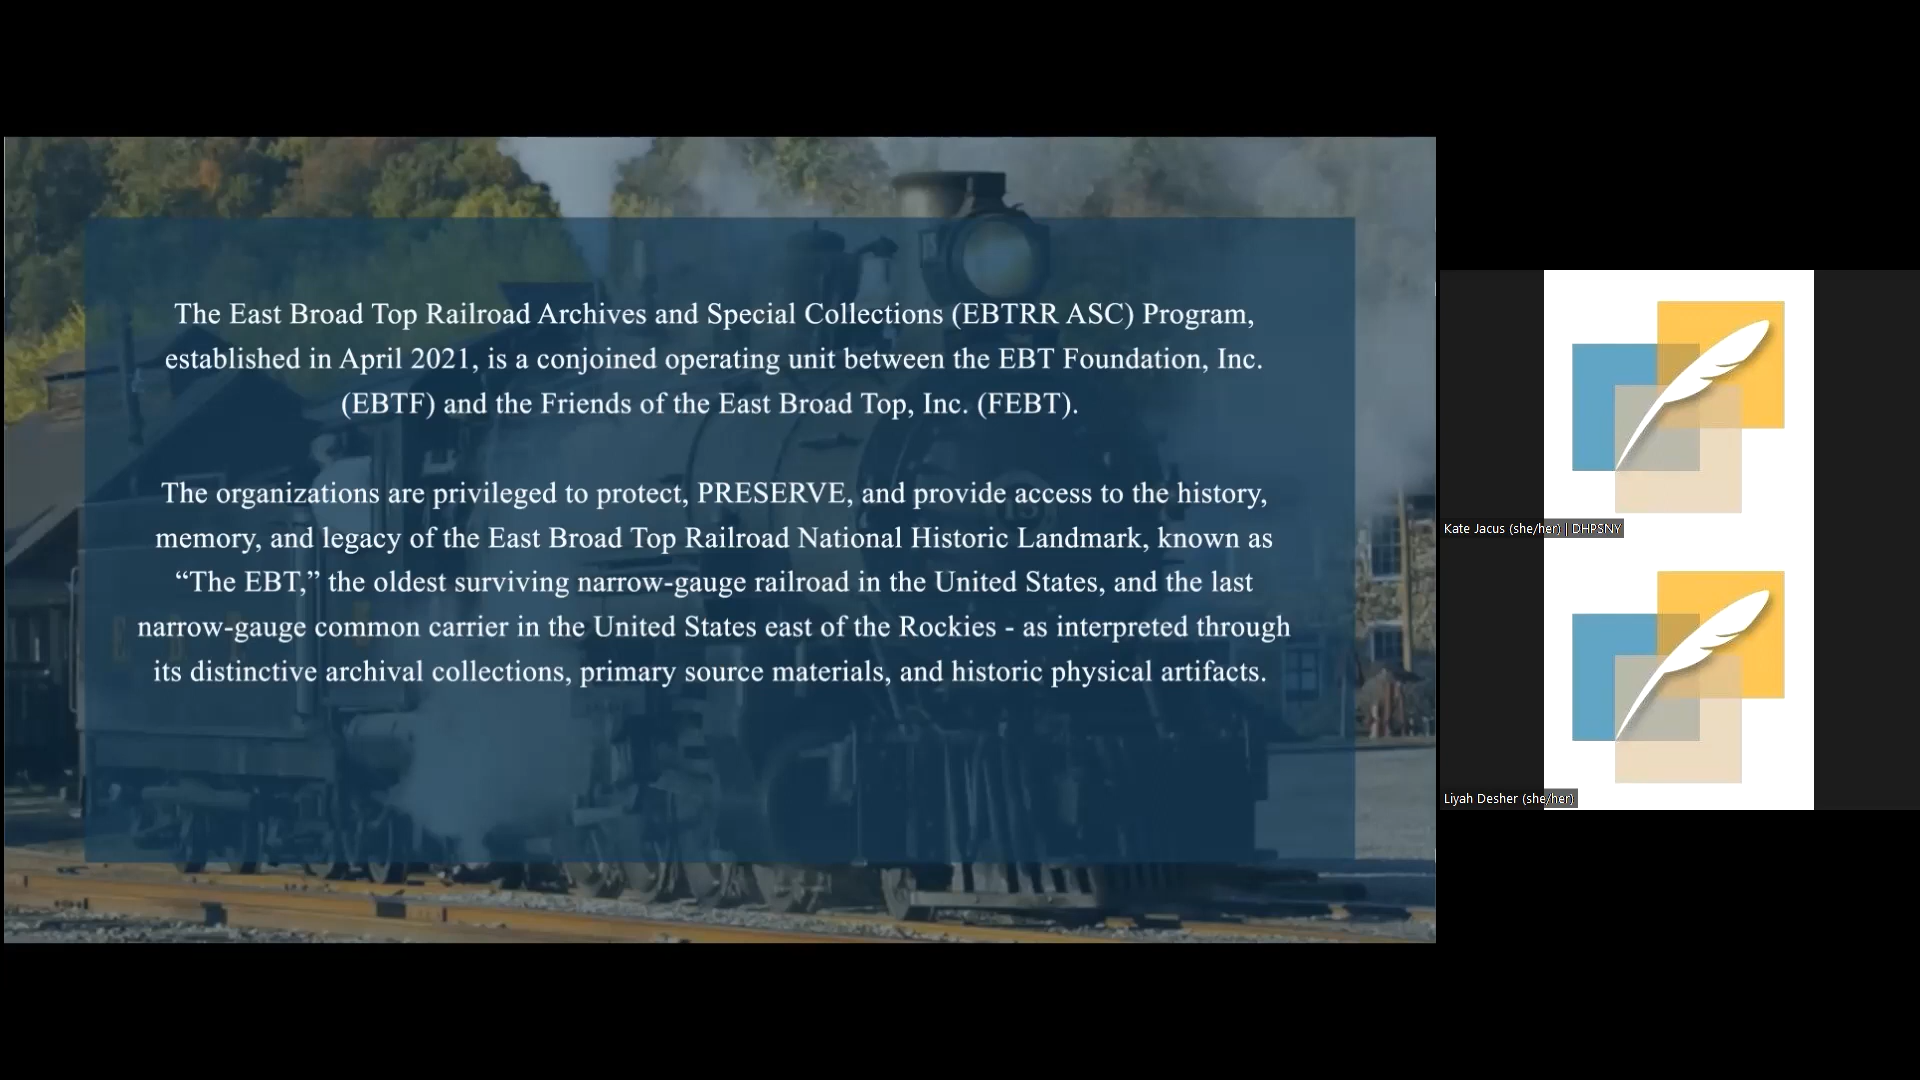 The East Broad Top Railroad Archives and Special Collections (EBTRR ASC) Program,
established in April 2021, is a conjoined operating unit between the EBT Foundation, Inc.
(EBTF) and the Friends of the East Broad Top, Inc. (FEBT).
The organizations are privileged to protect, PRESERVE, and provide access to the history,
memory, and legacy of the East Broad Top Railroad National Historic Landmark, known as
“The EBT,” the oldest surviving narrow-gauge railroad in the United States, and the last
narrow-gauge common carrier in the United States east of the Rockies - as interpreted through
its distinctive archival collections, primary source materials, and historic physical artifacts.
Kate Jacus (she/her) | DHPSNY
Liyah Desher (she/her)